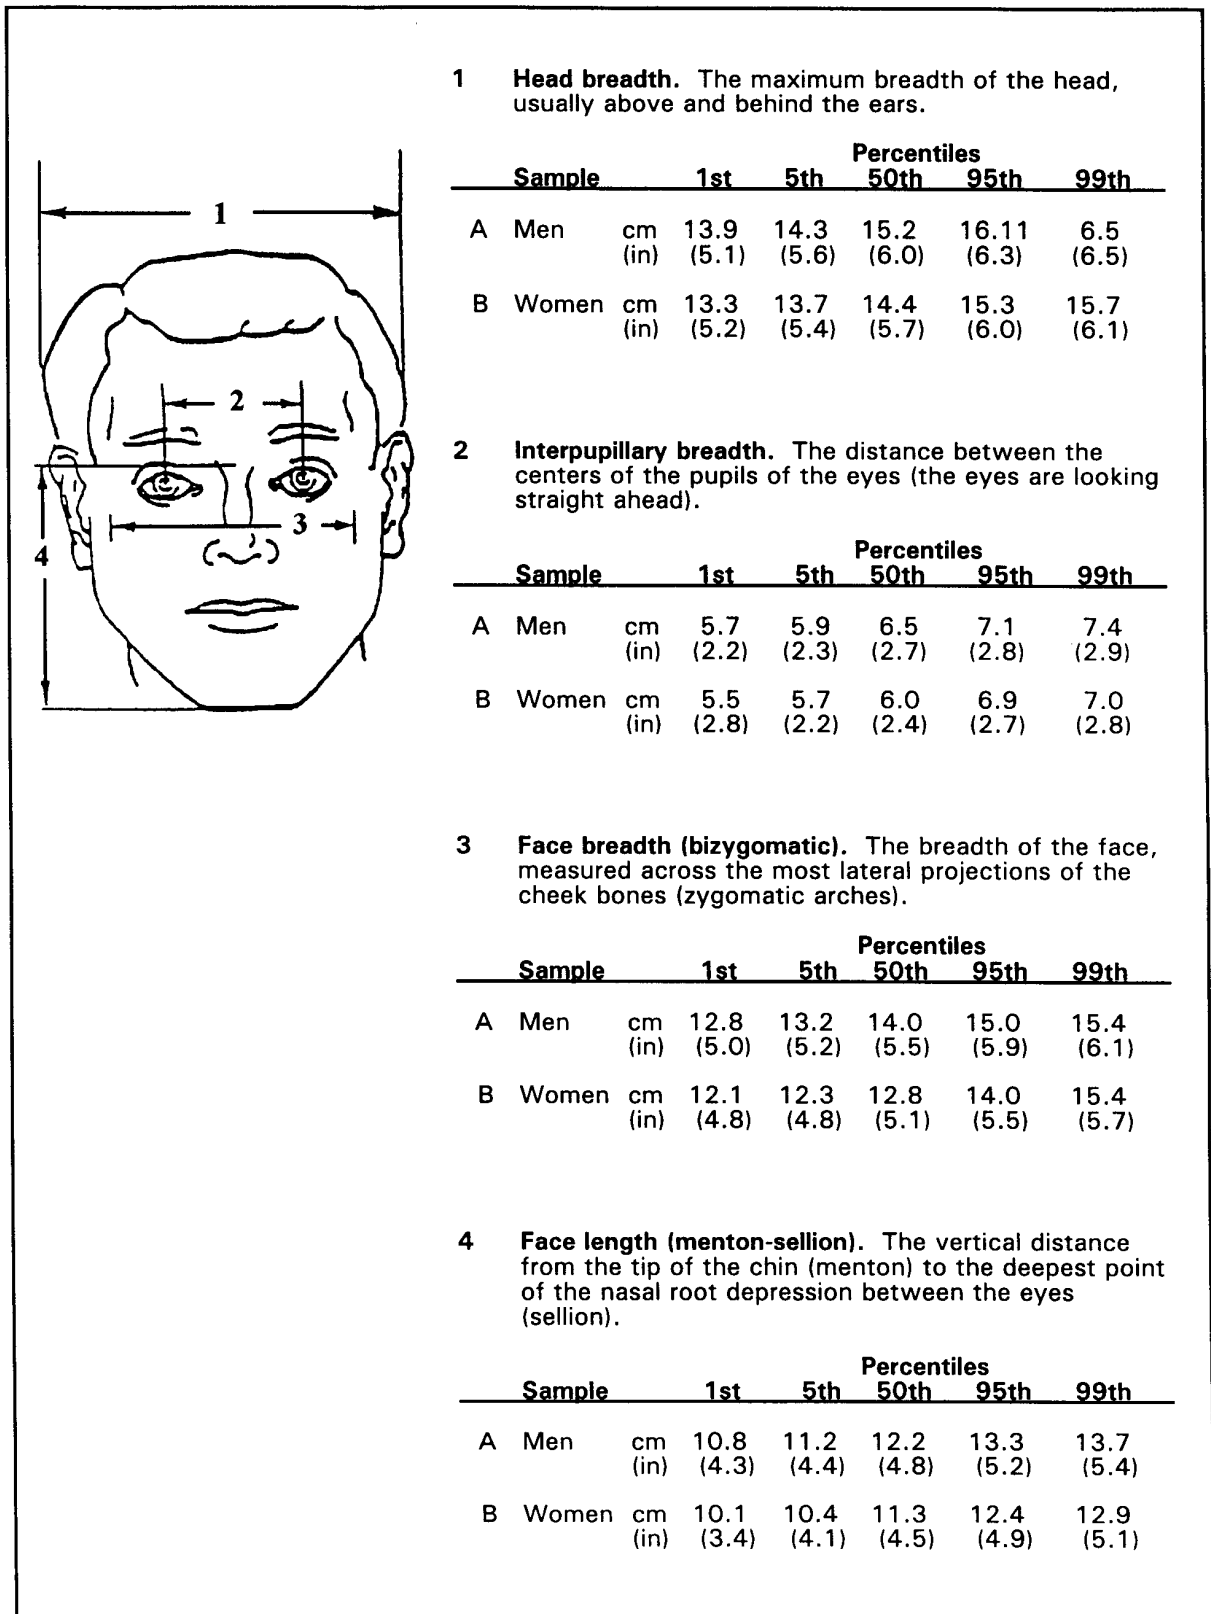 1 Head breadth. The maximum breadth of the head,
usually above and behind the ears.
Percentiles
Sample 1st 5th 50th 95th 99th
A Men cm 13.9 14.3 15.2 16.11 6.5
(in) (5.1) (5.6) (6.0) (6.3) (6.5)
B Women cm 13.3 13.7 14.4 15.3 15.7
(in) (5.2) (5.4) (5.7) (6.0) (6.1)
1
2
3
4
2 Interpupillary breadth. The distance between the
centers of the pupils of the eyes (the eyes are looking
straight ahead).
Percentiles
Sample 1st 5th 50th 95th 99th
A Men cm 5.7 5.9 6.5 7.1 7.4
(in) (2.2) (2.3) (2.7) (2.8) (2.9)
B Women cm 5.5 5.7 6.0 6.9 7.0
(in) (2.8) (2.2) (2.4) (2.7) (2.8)
3 Face breadth (bizygomatic). The breadth of the face,
measured across the most lateral projections of the
cheek bones (zygomatic arches).
Percentiles
Sample 1st 5th 50th 95th 99th
A Men cm 12.8 13.2 14.0 15.0 15.4
(in) (5.0) (5.2) (5.5) (5.9) (6.1)
B Women cm 12.1 12.3 12.8 14.0 15.4
(in) (4.8) (4.8) (5.1) (5.5) (5.7)
4 Face length (menton-sellion). The vertical distance
from the tip of the chin (menton) to the deepest point
of the nasal root depression between the eyes
(sellion).
Percentiles
Sample 1st 5th 50th 95th 99th
A Men cm 10.8 11.2 12.2 13.3 13.7
(in) (4.3) (4.4) (4.8) (5.2) (5.4)
B Women cm 10.1 10.4 11.3 12.4 12.9
(in) (3.4) (4.1) (4.5) (4.9) (5.1)